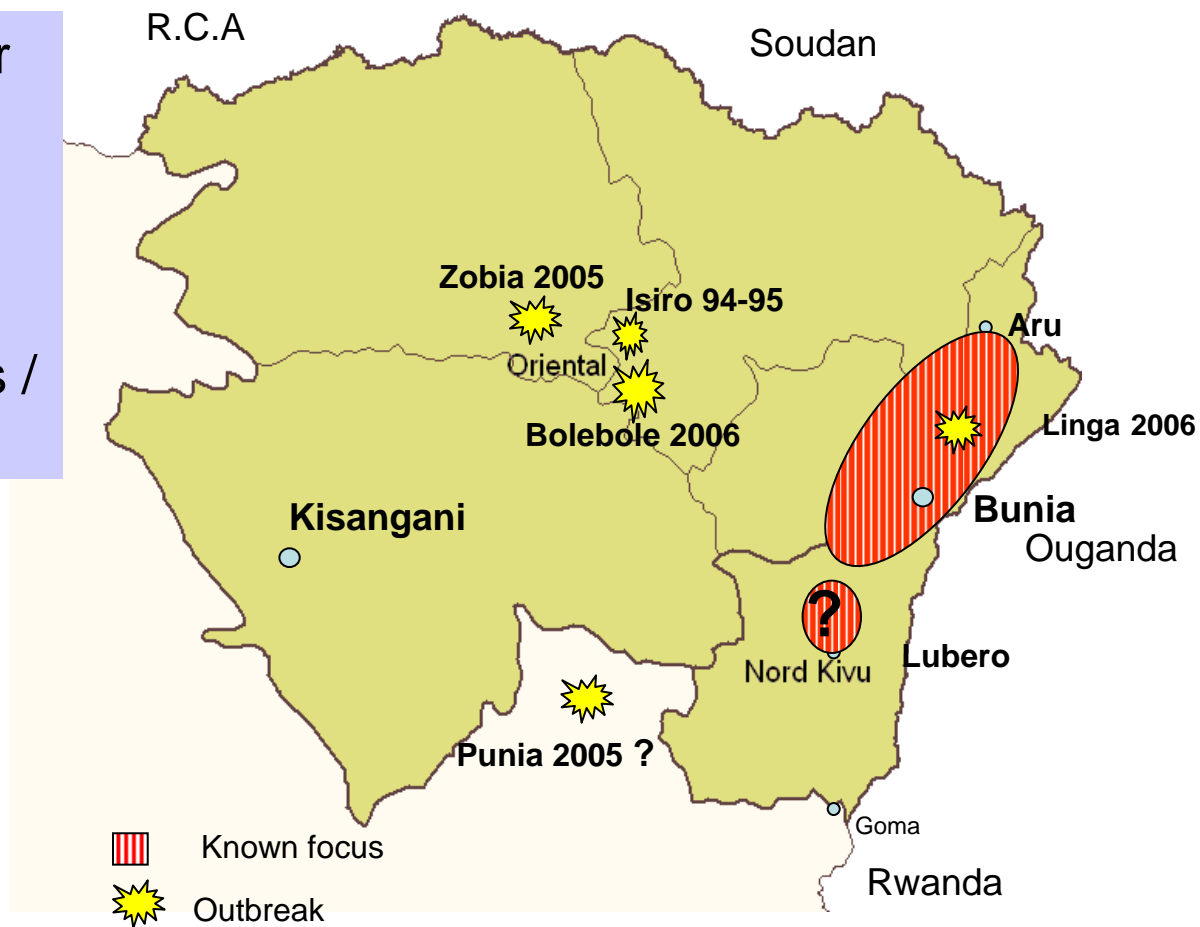 R.C.A
Soudan
r
s /
Zobia 2005
Isiro 94-95
Aru
Oriental
Bolebole 2006
Linga 2006
Kisangani
Bunia
Ouganda
?
Lubero
Nord Kivu
Punia 2005 ?
Goma
Rwanda
Known focus
Outbreak